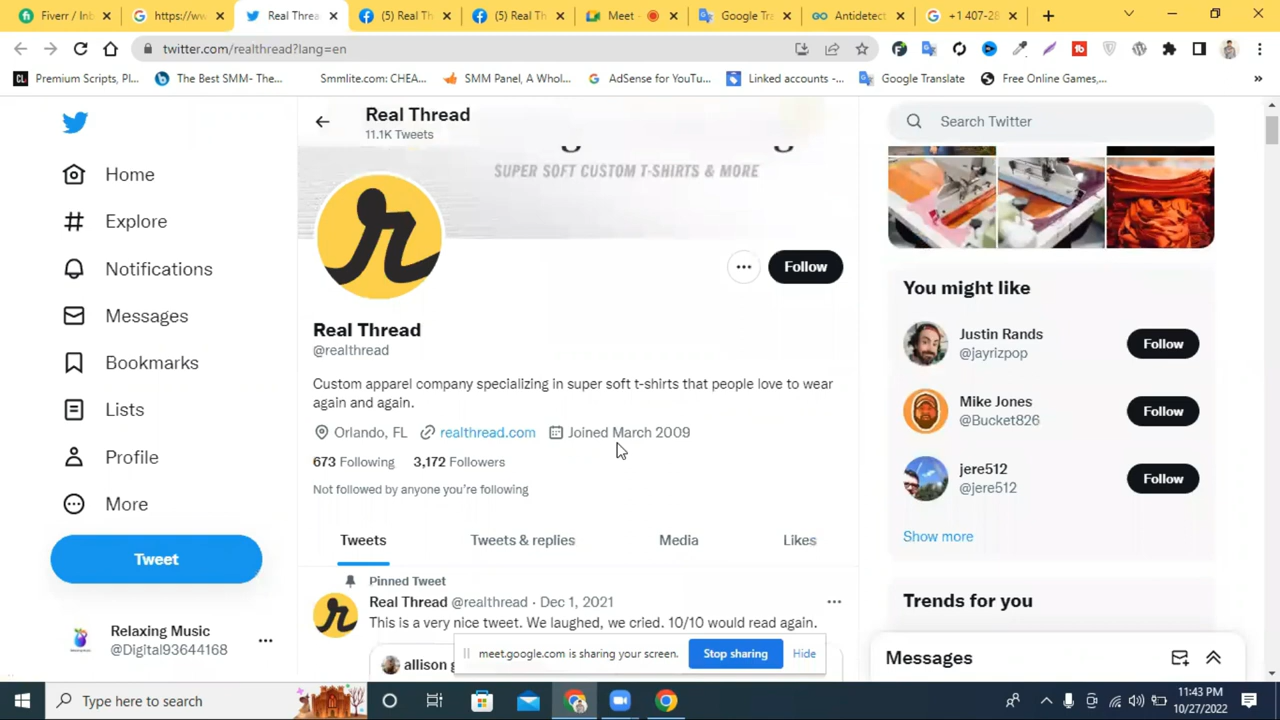 Fiverr / Inb
https://ww
Real Threa
(5) Real Th
(5) Real Th
Meet -
Google Tra
Antidetect
+1 407-28
twitter.com/realthread?lang=en
Premium Scripts, Pl...
The Best SMM- The...
Smmlite.com: CHEA...
SMM Panel, A Whol...
AdSense for YouTu...
Linked accounts -...
Google Translate
Free Online Games,...
»
Real Thread
11.1K Tweets
Search Twitter
SUPER SOFT CUSTOM T-SHIRTS & MORE
Home
Explore
Notifications
Messages
Bookmarks
Lists
Profile
More
Tweet
Relaxing Music
@Digital93644168
Follow
Real Thread
@realthread
Custom apparel company specializing in super soft t-shirts that people love to wear
again and again.
Orlando, FL realthread.com Joined March 2009
673 Following 3,172 Followers
Not followed by anyone you're following
Tweets Tweets & replies Media Likes
Pinned Tweet
Real Thread @realthread · Dec 1, 2021
This is a very nice tweet. We laughed, we cried. 10/10 would read again.
allison g
meet.google.com is sharing your screen. Stop sharing Hide
You might like
Justin Rands
@jayrizpop
Follow
Mike Jones
@Bucket826
Follow
jere512
@jere512
Follow
Show more
Trends for you
Messages
Type here to search
11:43 PM
10/27/2022